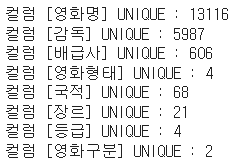 컬럼 [영화명] UNIQUE :  13116
컬럼 [감독] UNIQUE :  5987
컬럼 [배급사] UNIQUE :  606
컬럼 [영화형태] UNIQUE :  4
컬럼 [국적] UNIQUE :  68
컬럼 [장르] UNIQUE :  21
컬럼 [등급] UNIQUE :  4
컬럼 [영화구분] UNIQUE :  2